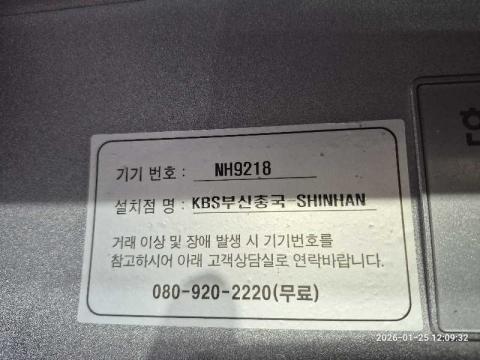 기기 번호 : NH9218
설치점 명 : KBS부산총국 SHINHAN
거래 이상 및 장애 발생 시 기기번호를
참고하시어 아래 고객상담실로 연락바랍니다.
080-920-2220(무료)
2026-01-25 12:09:32